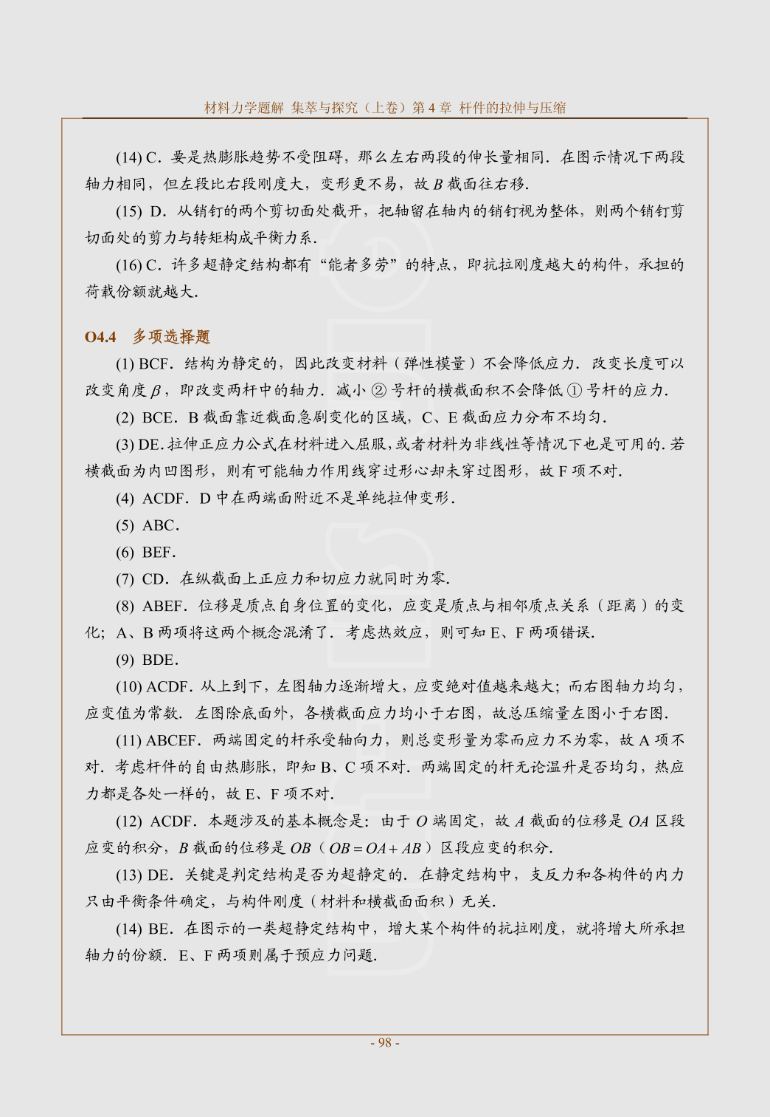 材料力学题解 集萃与探究（上卷）第 4 章 杆件的拉伸与压缩
(14) C．要是热膨胀趋势不受阻碍，那么左右两段的伸长量相同．在图示情况下两段
轴力相同，但左段比右段刚度大，变形更不易，故 B 截面往右移．
(15) D．从销钉的两个剪切面处截开，把轴留在轴内的销钉视为整体，则两个销钉剪
切面处的剪力与转矩构成平衡力系．
(16) C．许多超静定结构都有“能者多劳”的特点，即抗拉刚度越大的构件，承担的
荷载份额就越大．
O4.4 多项选择题
(1) BCF．结构为静定的，因此改变材料（弹性模量）不会降低应力．改变长度可以
改变角度 β，即改变两杆中的轴力．减小 ② 号杆的横截面积不会降低 ① 号杆的应力．
(2) BCE．B 截面靠近截面急剧变化的区域，C、E 截面应力分布不均匀．
(3) DE．拉伸正应力公式在材料进入屈服，或者材料为非线性等情况下也是可用的．若
横截面为内凹图形，则有可能轴力作用线穿过形心却未穿过图形，故 F 项不对．
(4) ACDF．D 中在两端面附近不是单纯拉伸变形．
(5) ABC．
(6) BEF．
(7) CD．在纵截面上正应力和切应力就同时为零．
(8) ABEF．位移是质点自身位置的变化，应变是质点与相邻质点关系（距离）的变
化；A、B 两项将这两个概念混淆了．考虑热效应，则可知 E、F 两项错误．
(9) BDE．
(10) ACDF．从上到下，左图轴力逐渐增大，应变绝对值越来越大；而右图轴力均匀，
应变值为常数．左图除底面外，各横截面应力均小于右图，故总压缩量左图小于右图．
(11) ABCEF．两端固定的杆承受轴向力，则总变形量为零而应力不为零，故 A 项不
对．考虑杆件的自由热膨胀，即知 B、C 项不对．两端固定的杆无论温升是否均匀，热应
力都是各处一样的，故 E、F 项不对．
(12) ACDF．本题涉及的基本概念是：由于 O 端固定，故 A 截面的位移是 OA 区段
应变的积分，B 截面的位移是 OB（OB = OA + AB）区段应变的积分．
(13) DE．关键是判定结构是否为超静定的．在静定结构中，支反力和各构件的内力
只由平衡条件确定，与构件刚度（材料和横截面面积）无关．
(14) BE．在图示的一类超静定结构中，增大某个构件的抗拉刚度，就将增大所承担
轴力的份额．E、F 两项则属于预应力问题．
- 98 -